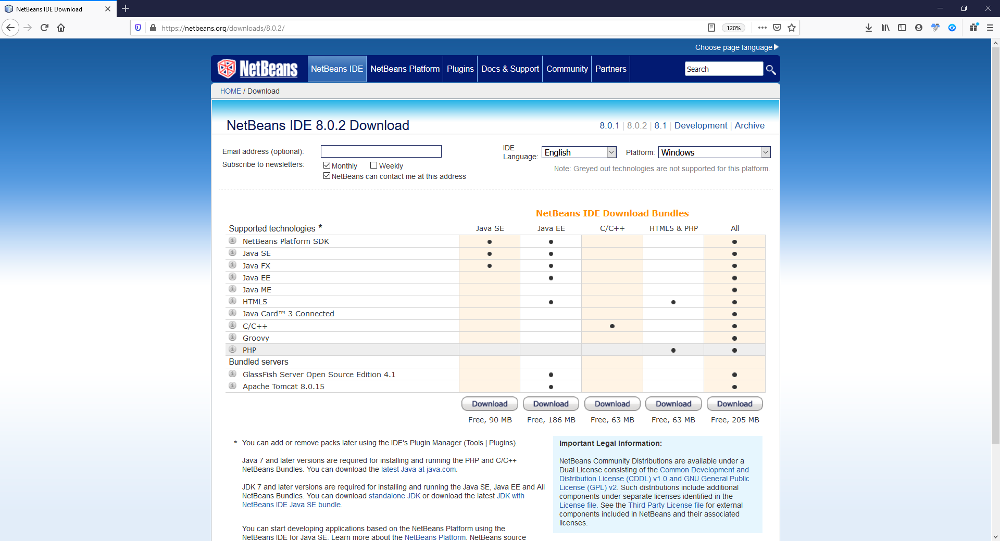 NetBeans IDE Download
https://netbeans.org/downloads/8.0.2/
120%
Choose page language
NetBeans
NetBeans IDE
NetBeans Platform
Plugins
Docs & Support
Community
Partners
Search
HOME / Download
NetBeans IDE 8.0.2 Download
8.0.1 | 8.0.2 | 8.1 | Development | Archive
Email address (optional):
Subscribe to newsletters:
Monthly
Weekly
NetBeans can contact me at this address
IDE
Language:
English
Platform:
Windows
Note: Greyed out technologies are not supported for this platform.
NetBeans IDE Download Bundles
Supported technologies *
Java SE
Java EE
C/C++
HTML5 & PHP
All
NetBeans Platform SDK
Java SE
Java FX
Java EE
Java ME
HTML5
Java Card™ 3 Connected
C/C++
Groovy
PHP
Bundled servers
GlassFish Server Open Source Edition 4.1
Apache Tomcat 8.0.15
Download
Download
Download
Download
Download
Free, 90 MB
Free, 186 MB
Free, 63 MB
Free, 63 MB
Free, 205 MB
* You can add or remove packs later using the IDE's Plugin Manager (Tools | Plugins).
Java 7 and later versions are required for installing and running the PHP and C/C++
NetBeans Bundles. You can download the latest Java at java.com.
JDK 7 and later versions are required for installing and running the Java SE, Java EE and All
NetBeans Bundles. You can download standalone JDK or download the latest JDK with
NetBeans IDE Java SE bundle.
You can start developing applications based on the NetBeans Platform using the
NetBeans IDE for Java SE. Learn more about the NetBeans Platform. NetBeans source
Important Legal Information:
NetBeans Community Distributions are available under a
Dual License consisting of the Common Development and
Distribution License (CDDL) v1.0 and GNU General Public
License (GPL) v2. Such distributions include additional
components under separate licenses identified in the
License file. See the Third Party License file for external
components included in NetBeans and their associated
licenses.